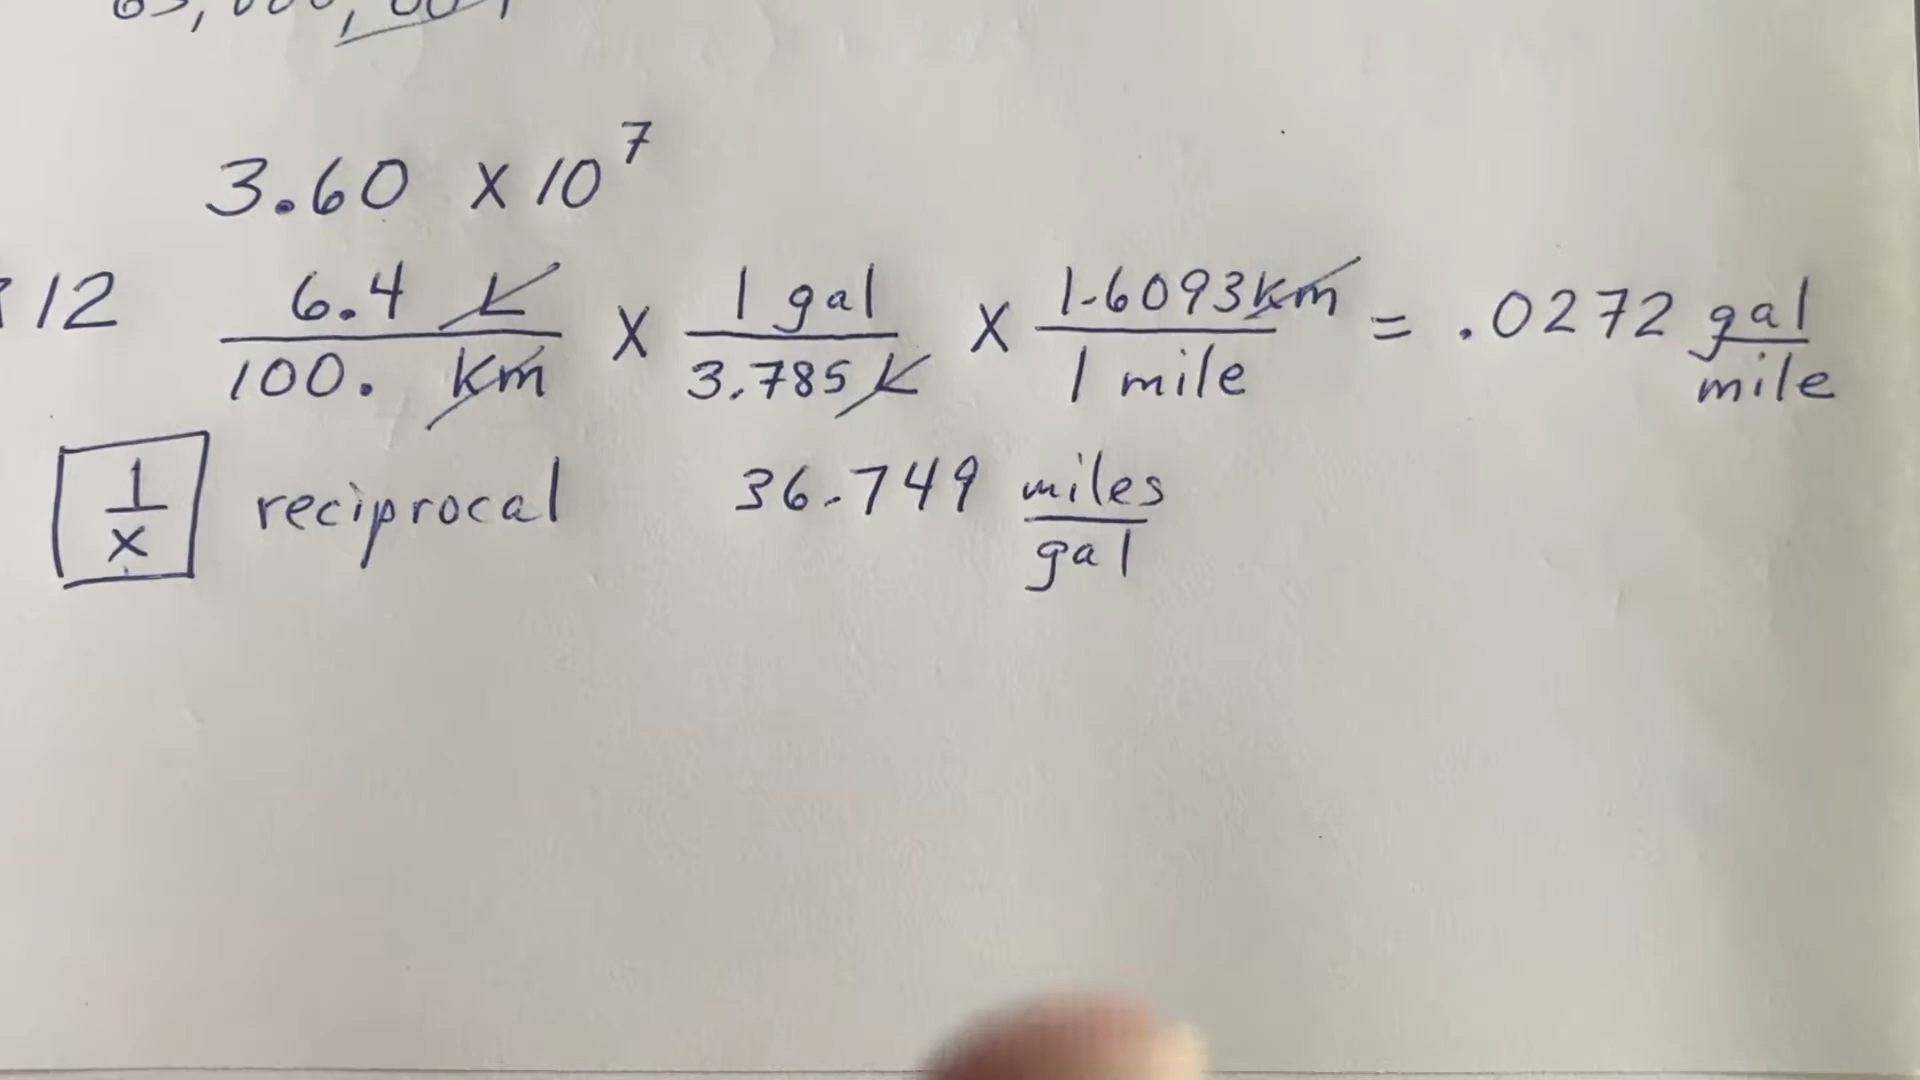 3.60 x 10^7
12 6.4 L / 100. km x 1 gal / 3.785 L x 1.6093 km / 1 mile = .0272 gal / mile
1/x reciprocal 36.749 miles / gal